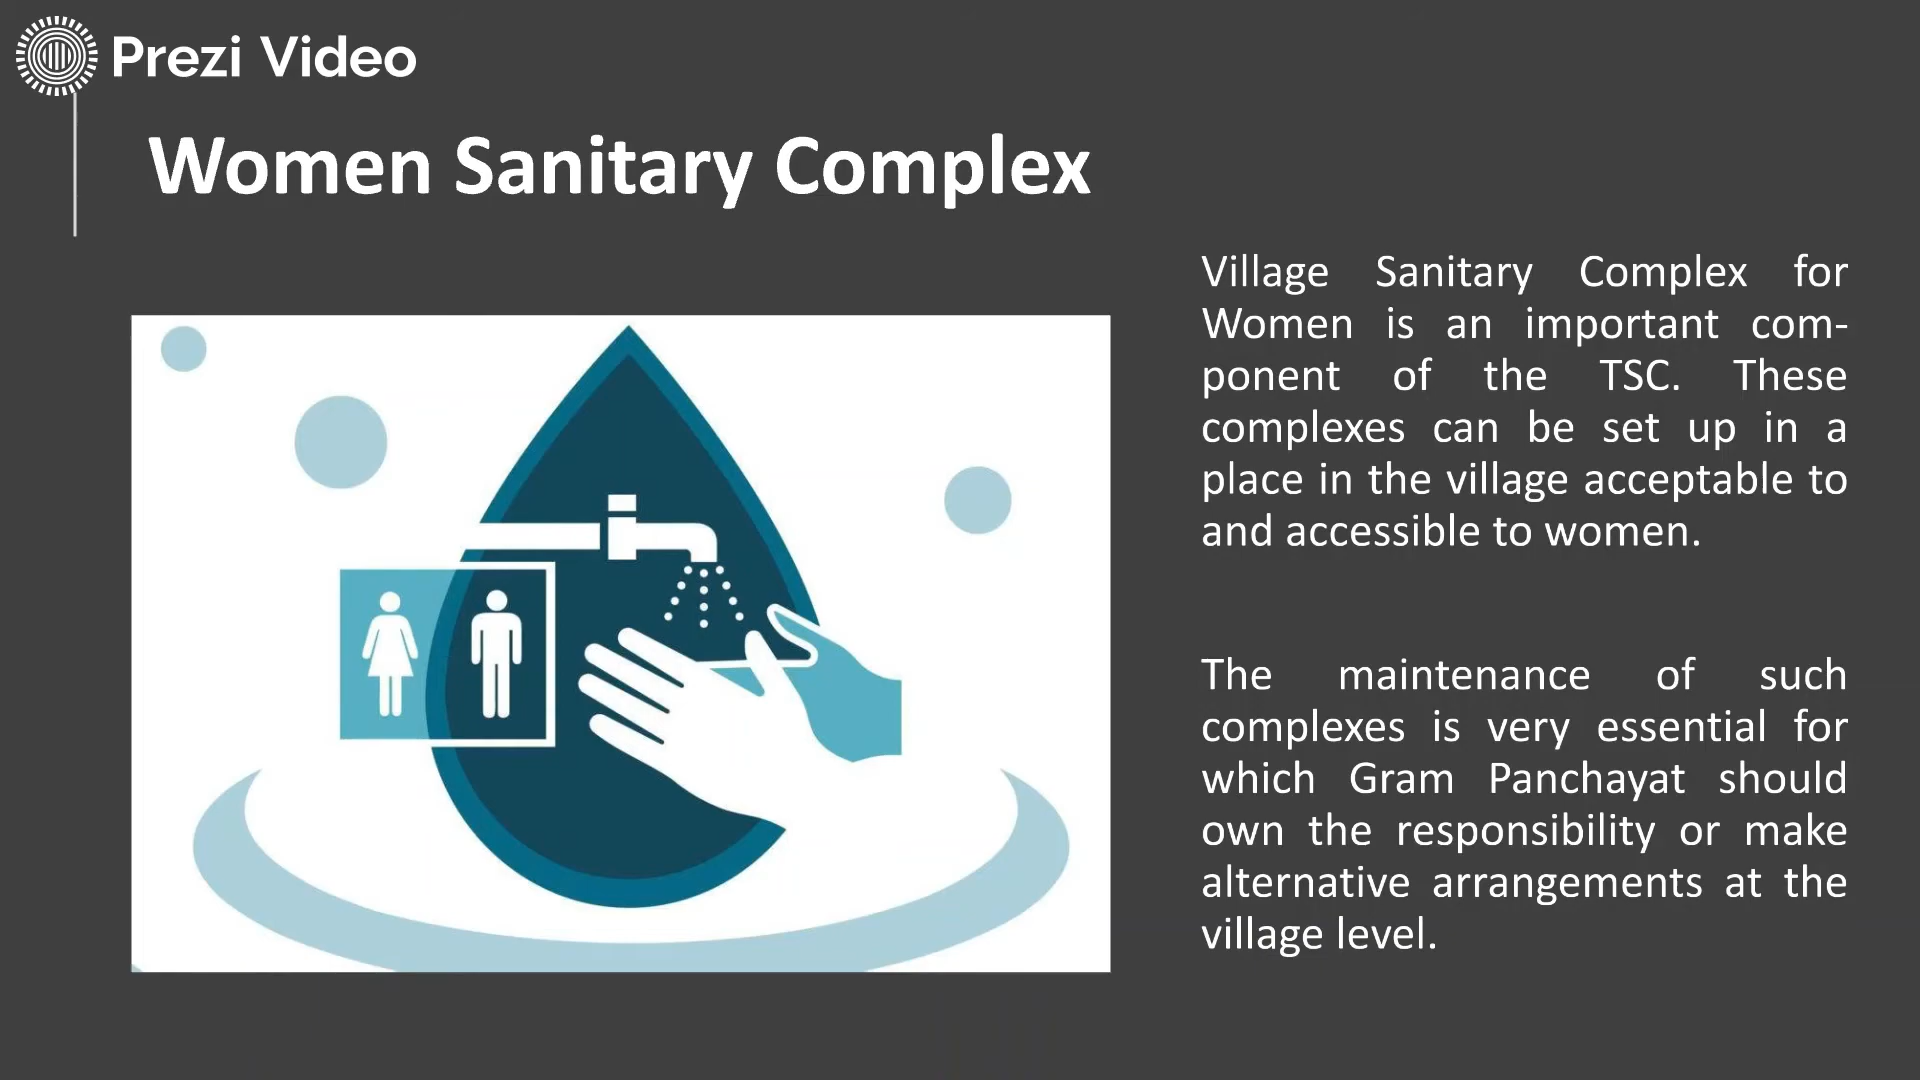 Prezi Video
Women Sanitary Complex
Village Sanitary Complex for
Women is an important com-
ponent of the TSC. These
complexes can be set up in a
place in the village acceptable to
and accessible to women.
The maintenance of such
complexes is very essential for
which Gram Panchayat should
own the responsibility or make
alternative arrangements at the
village level.